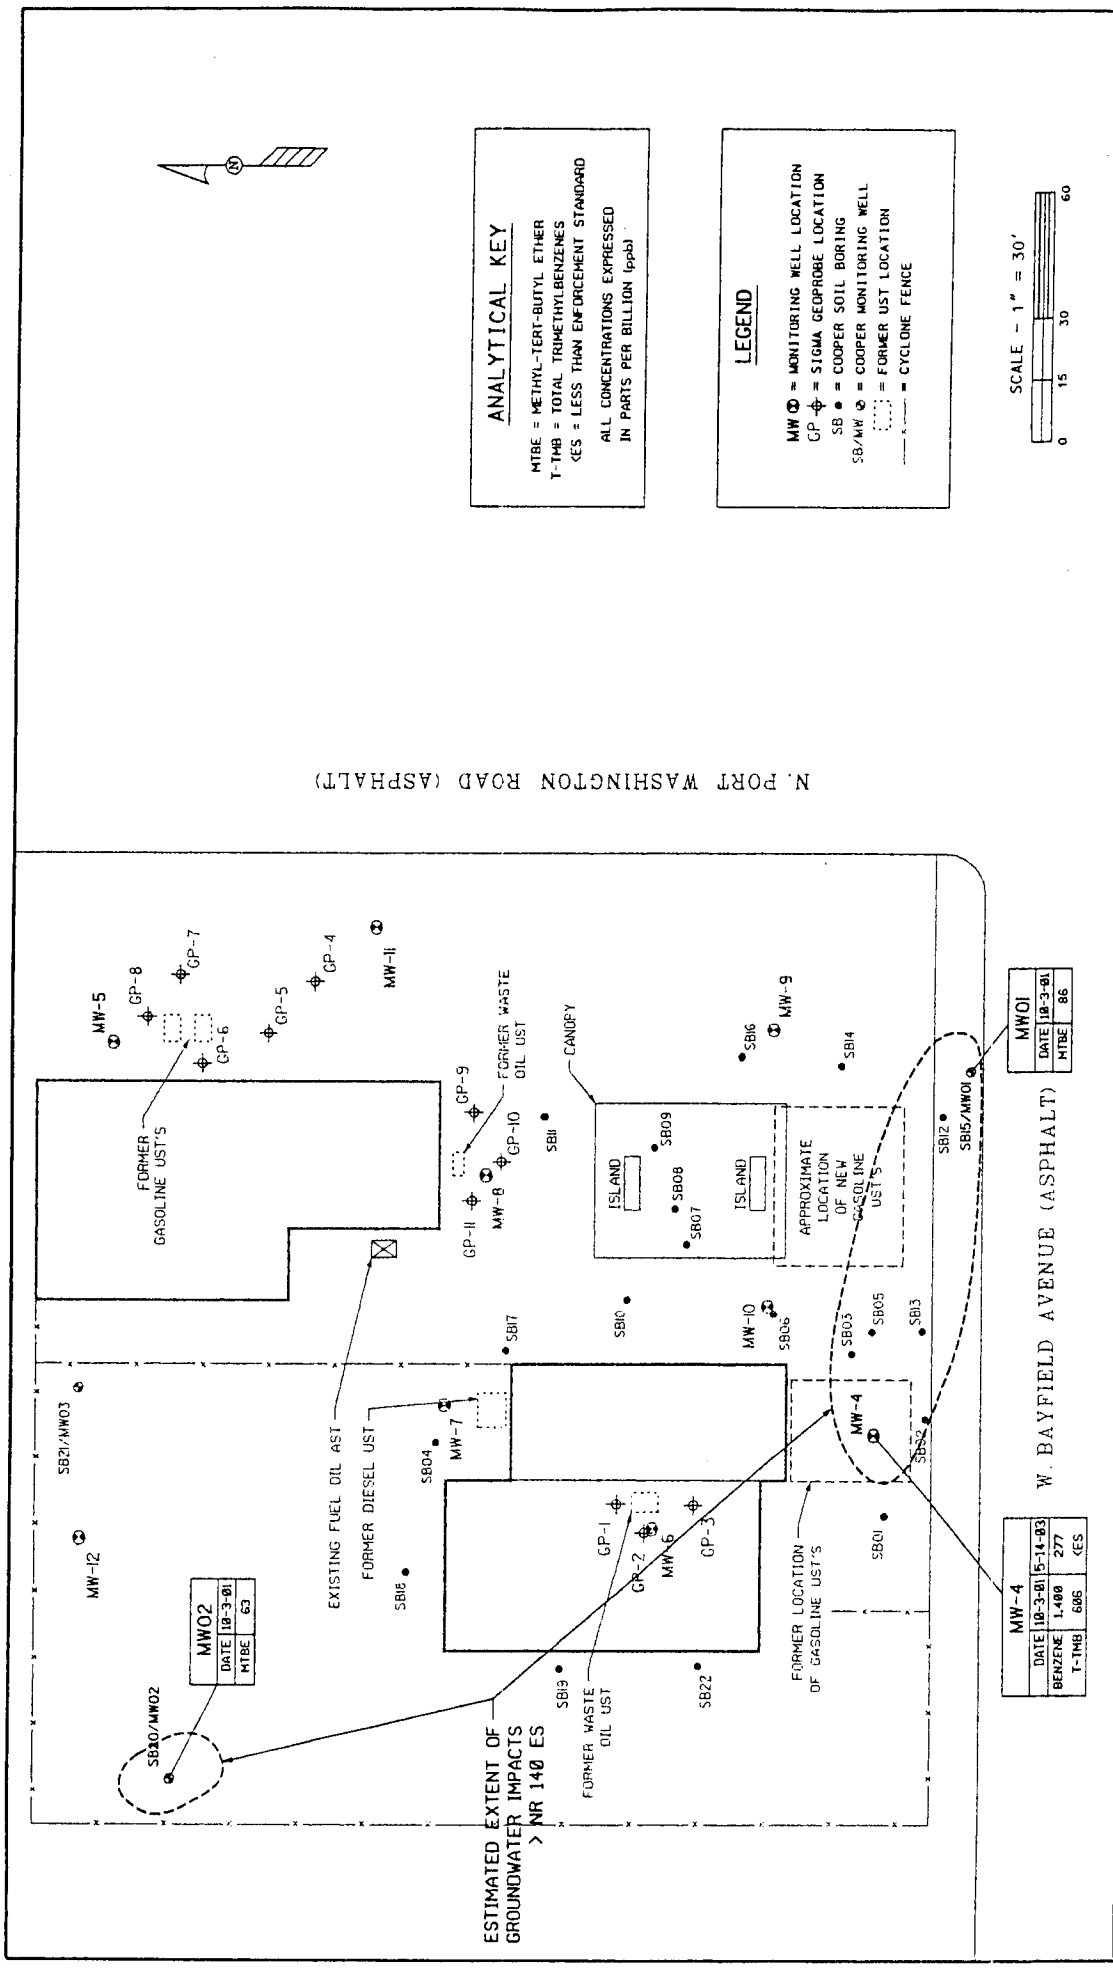 N
ANALYTICAL KEY
MTBE = METHYL-TERT-BUTYL ETHER
T-TMB = TOTAL TRIMETHYLBENZENES
<ES = LESS THAN ENFORCEMENT STANDARD
ALL CONCENTRATIONS EXPRESSED
IN PARTS PER BILLION (ppb)
LEGEND
MW = MONITORING WELL LOCATION
GP = SIGMA GEOPROBE LOCATION
SB = COOPER SOIL BORING
SB/MW = COOPER MONITORING WELL
= FORMER UST LOCATION
x = CYCLONE FENCE
SCALE - 1" = 30'
0 15 30 60
N. PORT WASHINGTON ROAD (ASPHALT)
W. BAYFIELD AVENUE (ASPHALT)
MW-5
GP-8
GP-7
GP-6
GP-5
GP-4
MW-11
FORMER
GASOLINE UST'S
GP-9
GP-10
FORMER WASTE
OIL UST
MW-8
GP-11
SB11
CANOPY
SB16
MW-9
SB14
ISLAND
SB09
SB08
SB07
ISLAND
APPROXIMATE
LOCATION
OF NEW
GASOLINE
UST'S
SB12
SB15/MW01
MW01
DATE 10-3-01
MTBE 86
SB10
SB17
MW-10
SB06
SB03
SB05
SB13
SB21/MW03
MW-12
EXISTING FUEL OIL AST
FORMER DIESEL UST
SB04
MW-7
SB18
MW-4
SB02
SB01
GP-1
GP-2
MW-6
GP-3
FORMER LOCATION
OF GASOLINE UST'S
FORMER WASTE
OIL UST
SB19
SB22
MW02
DATE 10-3-01
MTBE 63
SB20/MW02
ESTIMATED EXTENT OF
GROUNDWATER IMPACTS
> NR 140 ES
MW-4
DATE 10-3-01 5-14-03
BENZENE 1,400 277
T-TMB 606 <ES